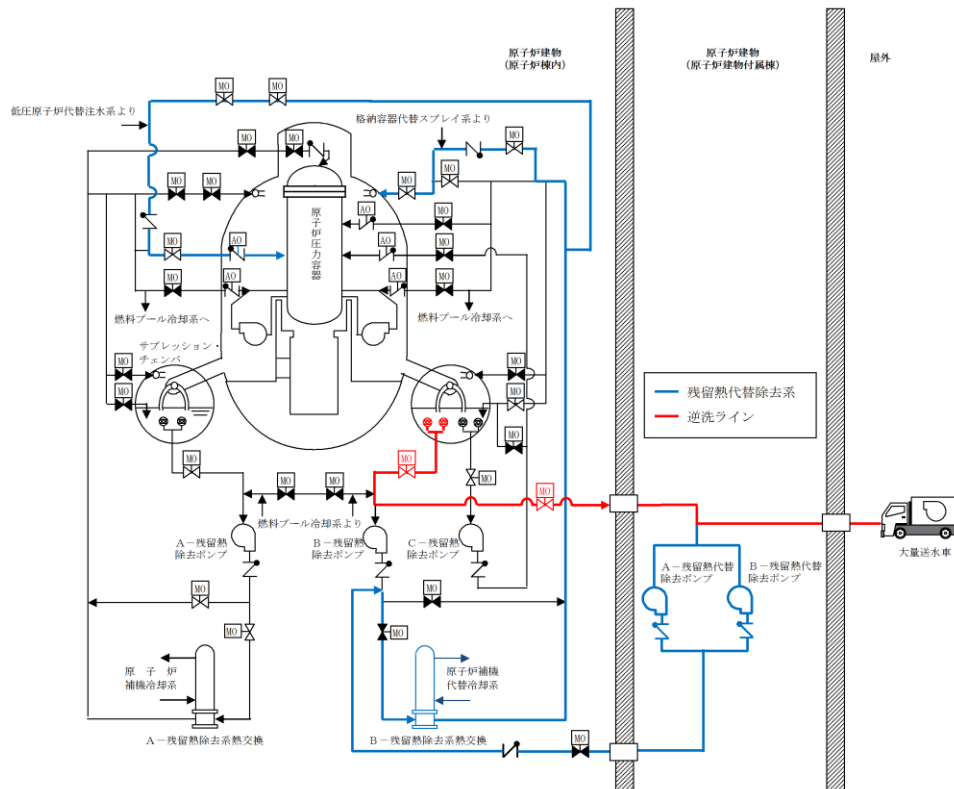 原子炉建物
(原子炉棟内)
原子炉建物
(原子炉建物付属棟)
屋外
MO
MO
低圧原子炉代替注水系より
格納容器代替スプレイ系より
MO
MO
MO
MO
MO
MO
MO
MO
原子炉圧力容器
AO
MO
MO
AO
AO
MO
MO
AO
AO
MO
燃料プール冷却系へ
燃料プール冷却系へ
サプレッション・
チェンバ
MO
MO
MO
MO
MO
残留熱代替除去系
逆洗ライン
MO
MO
MO
MO
MO
MO
MO
燃料プール冷却系より
A-残留熱
除去ポンプ
B-残留熱
除去ポンプ
C-残留熱
除去ポンプ
大量送水車
A-残留熱代替
除去ポンプ
B-残留熱代替
除去ポンプ
MO
MO
MO
MO
原子炉
補機冷却系
原子炉補機
代替冷却系
A-残留熱除去系熱交換
B-残留熱除去系熱交換
MO